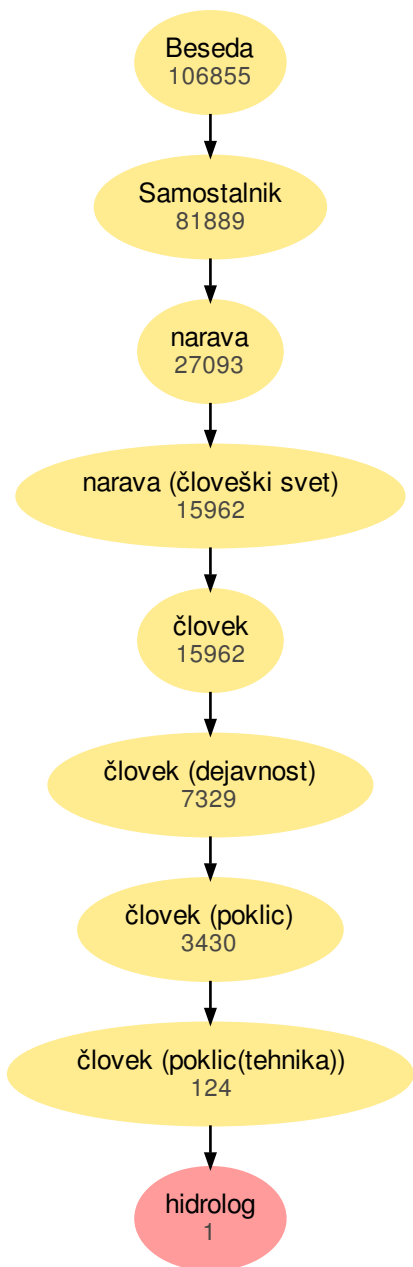 Beseda
106855
Samostalnik
81889
narava
27093
narava (človeški svet)
15962
človek
15962
človek (dejavnost)
7329
človek (poklic)
3430
človek (poklic(tehnika))
124
hidrolog
1